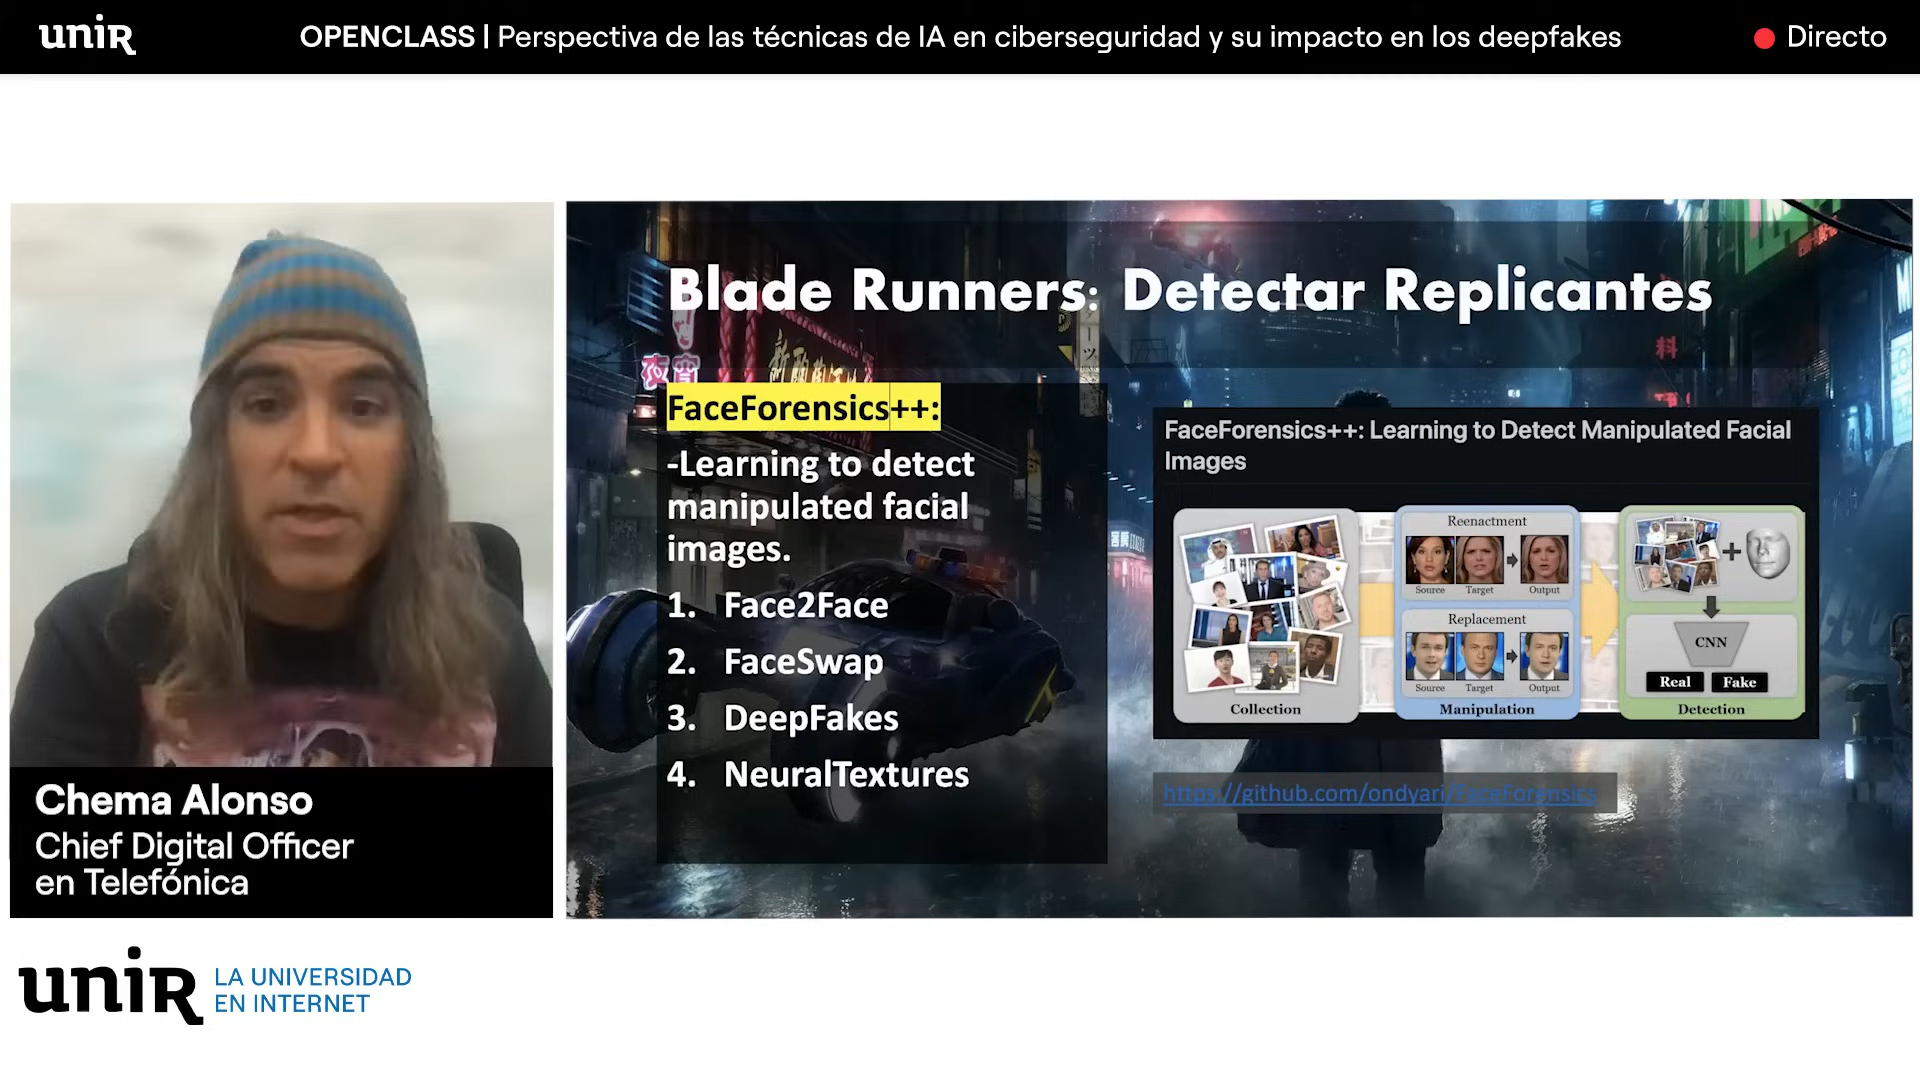 unir
OPENCLASS | Perspectiva de las técnicas de IA en ciberseguridad y su impacto en los deepfakes
Directo
Blade Runners: Detectar Replicantes
FaceForensics++:
-Learning to detect
manipulated facial
images.
1. Face2Face
2. FaceSwap
3. DeepFakes
4. NeuralTextures
FaceForensics++: Learning to Detect Manipulated Facial
Images
Collection
Reenactment
Source Target Output
Replacement
Source Target Output
Manipulation
+
CNN
Real Fake
Detection
https://github.com/ondyari/FaceForensics
Chema Alonso
Chief Digital Officer
en Telefónica
unir
LA UNIVERSIDAD
EN INTERNET